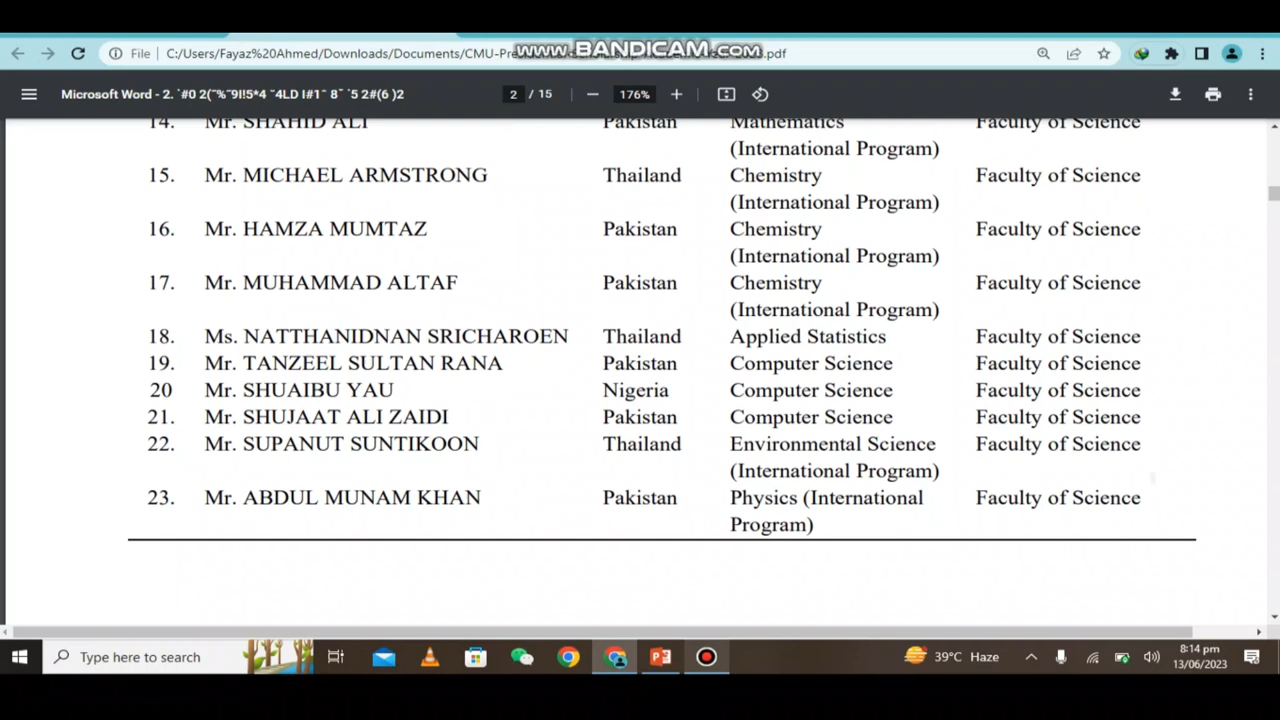 www.BANDICAM.com
File C:/Users/Fayaz%20Ahmed/Downloads/Documents/CMU-Pre .pdf
Microsoft Word - 2. 2 / 15 176%
14. Mr. SHAHID ALI Pakistan Mathematics Faculty of Science
(International Program)
15. Mr. MICHAEL ARMSTRONG Thailand Chemistry Faculty of Science
(International Program)
16. Mr. HAMZA MUMTAZ Pakistan Chemistry Faculty of Science
(International Program)
17. Mr. MUHAMMAD ALTAF Pakistan Chemistry Faculty of Science
(International Program)
18. Ms. NATTHANIDNAN SRICHAROEN Thailand Applied Statistics Faculty of Science
19. Mr. TANZEEL SULTAN RANA Pakistan Computer Science Faculty of Science
20 Mr. SHUAIBU YAU Nigeria Computer Science Faculty of Science
21. Mr. SHUJAAT ALI ZAIDI Pakistan Computer Science Faculty of Science
22. Mr. SUPANUT SUNTIKOON Thailand Environmental Science Faculty of Science
(International Program)
23. Mr. ABDUL MUNAM KHAN Pakistan Physics (International Faculty of Science
Program)
Type here to search 39°C Haze 8:14 pm
13/06/2023